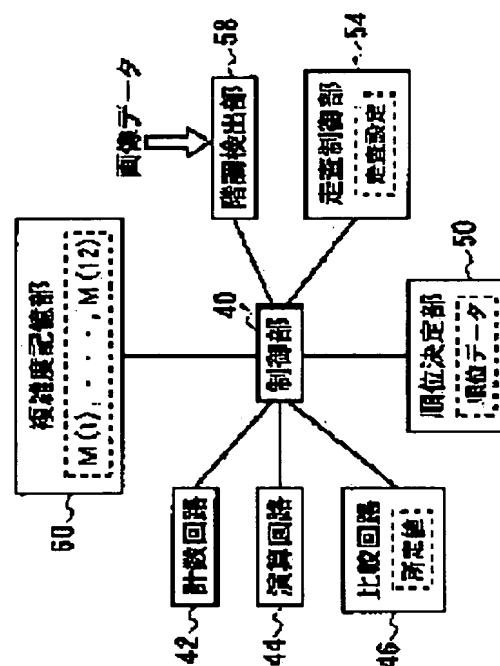 画像データ
複雑度記憶部
M(1), ・・・, M(12)
60
階調検出部
58
走査制御部
走査設定
54
制御部
40
計数回路
42
演算回路
44
比較回路
所定値
46
順位決定部
順位データ
50